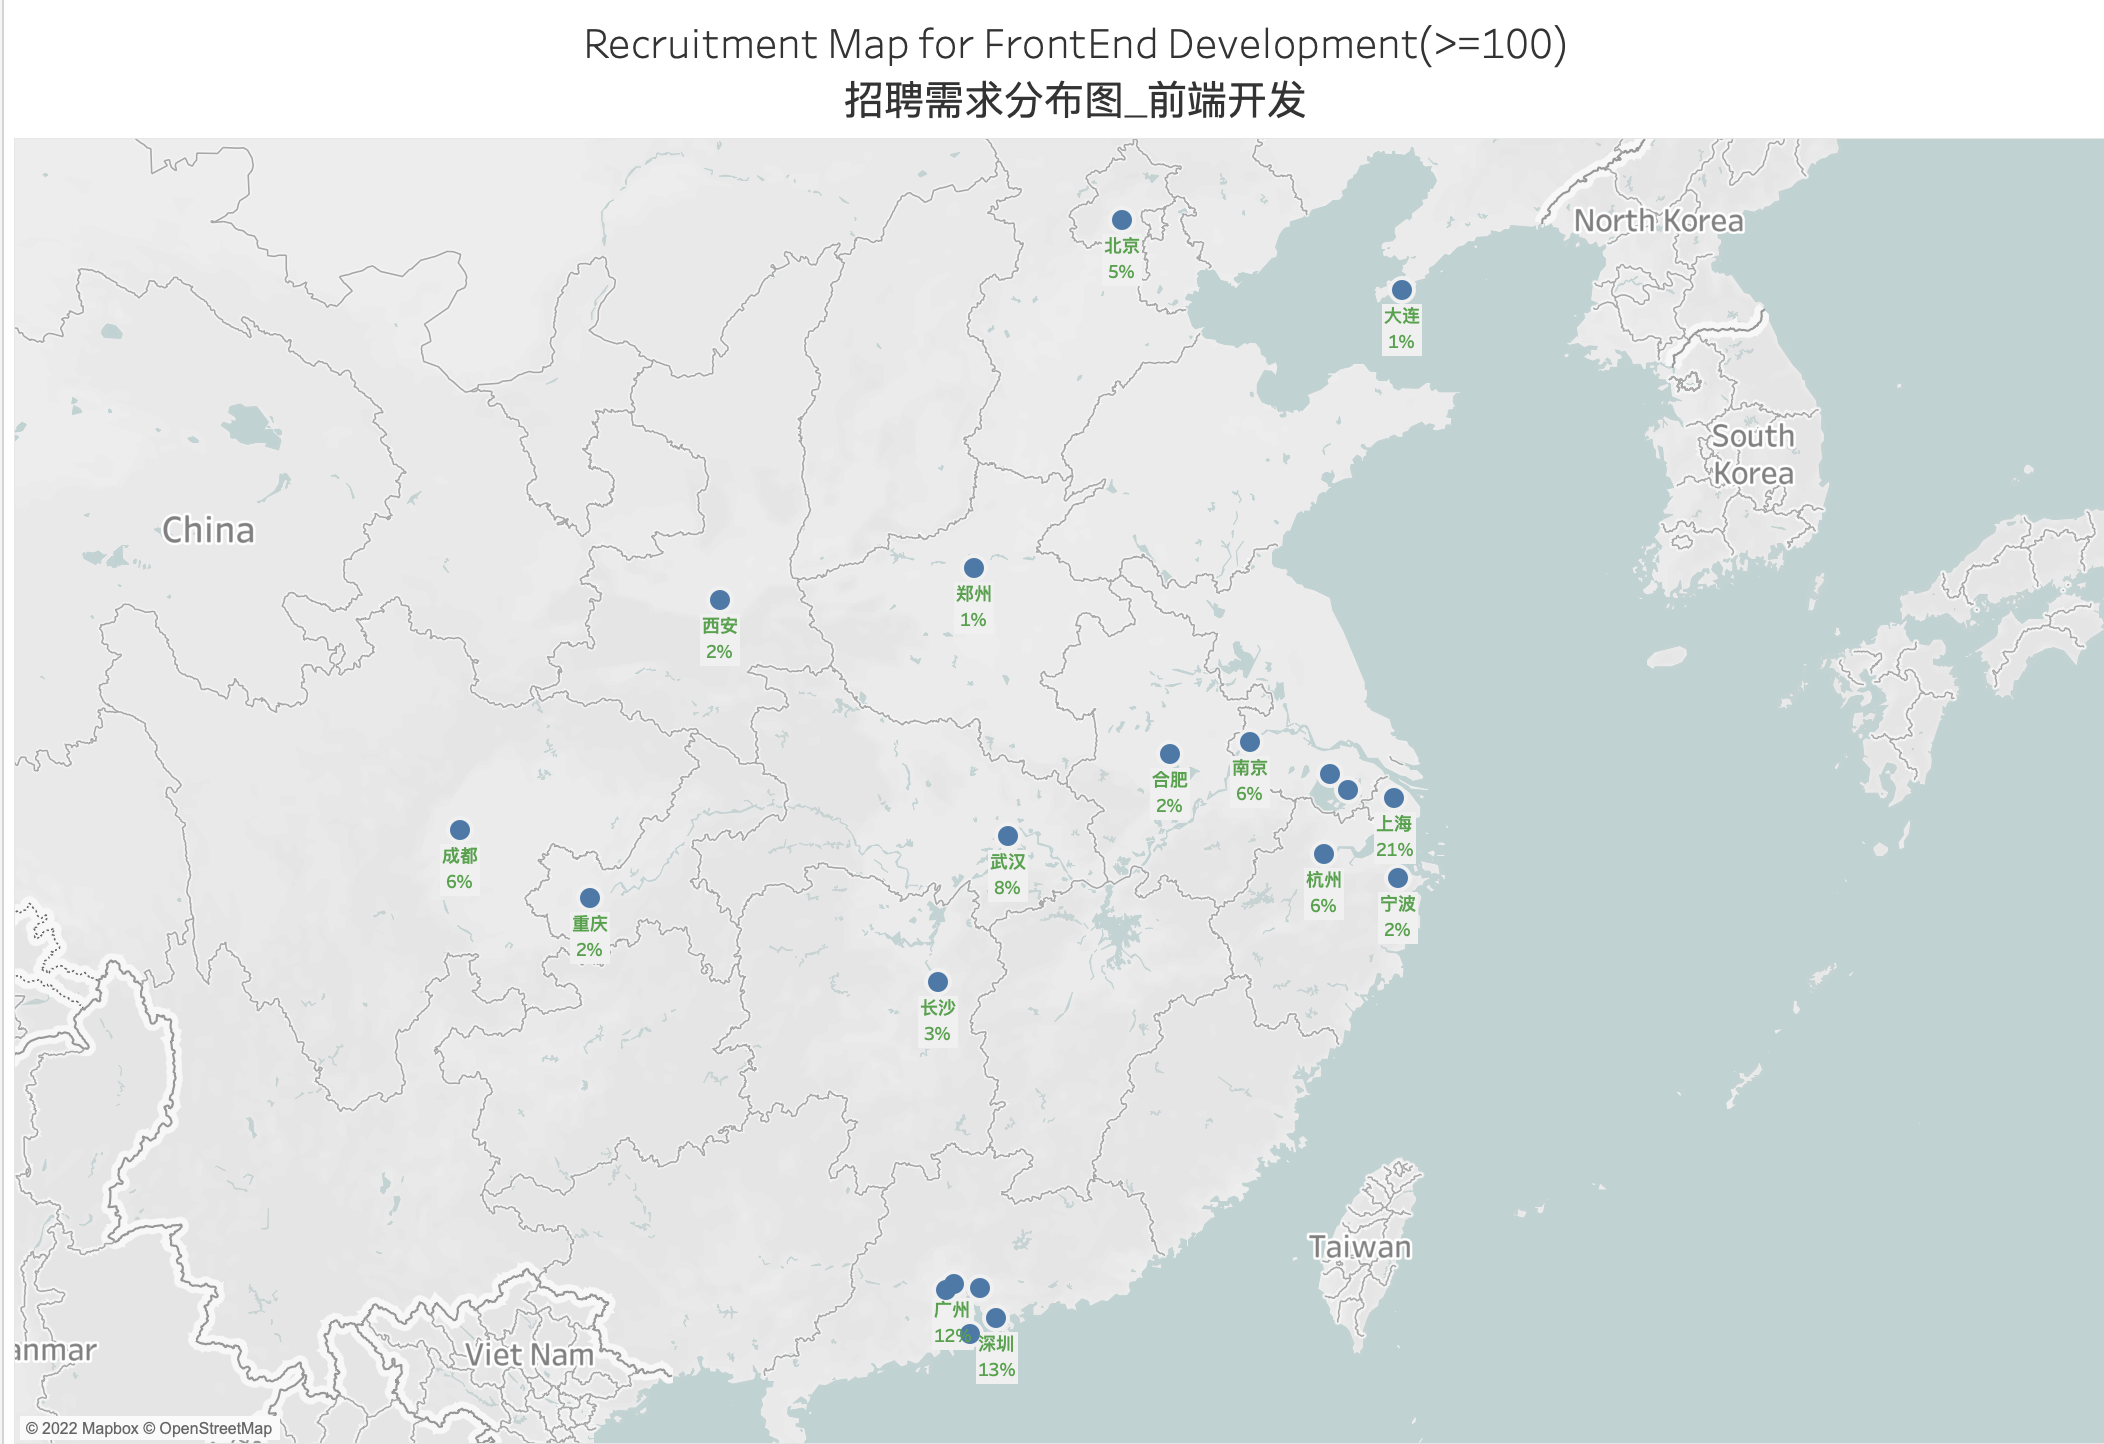 Recruitment Map for FrontEnd Development(>=100)
招聘需求分布图_前端开发
North Korea
北京
5%
大连
1%
South
Korea
China
郑州
1%
西安
2%
合肥
2%
南京
6%
上海
21%
成都
6%
武汉
8%
杭州
6%
宁波
2%
重庆
2%
长沙
3%
Taiwan
广州
12%
深圳
13%
anmar
Viet Nam
© 2022 Mapbox © OpenStreetMap